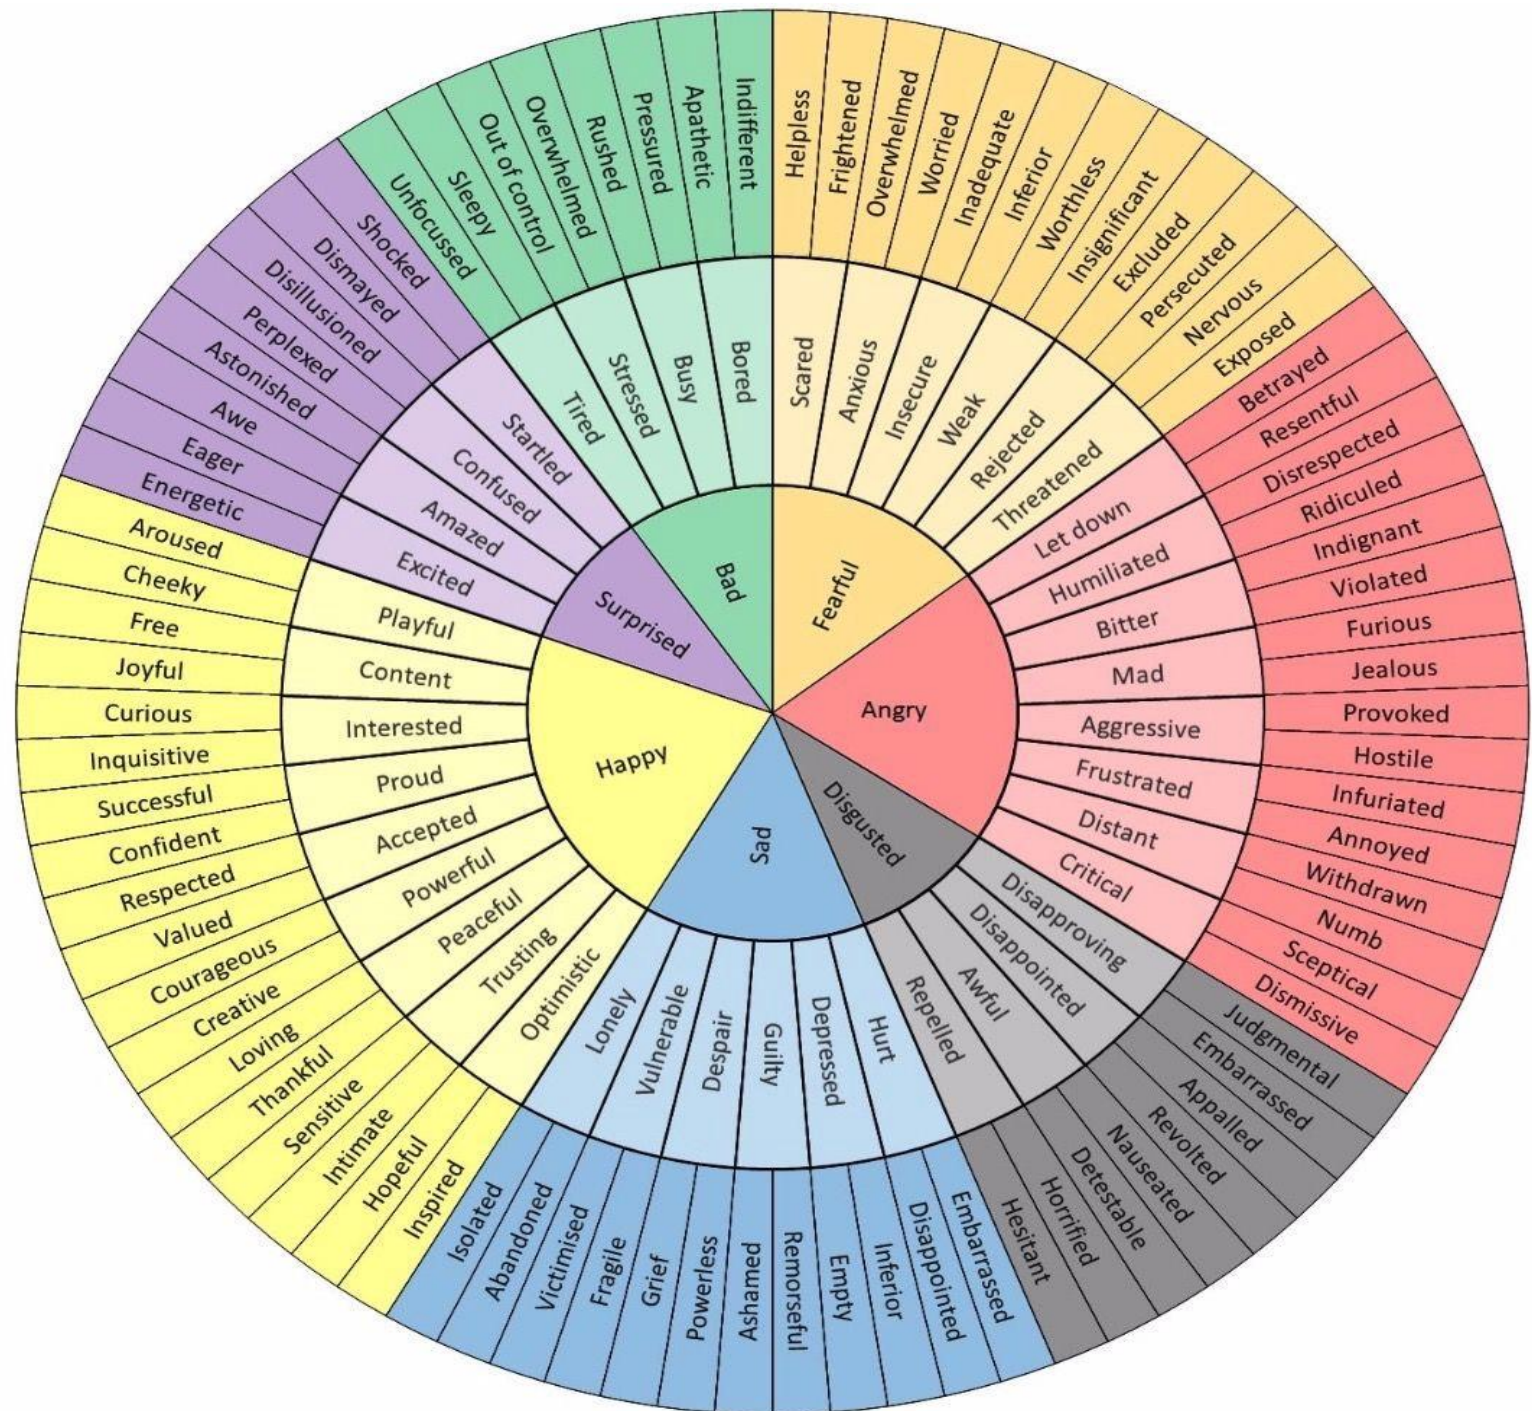 Fearful
Angry
Disgusted
Sad
Happy
Surprised
Bad
Scared
Anxious
Insecure
Weak
Rejected
Threatened
Let down
Humiliated
Bitter
Mad
Aggressive
Frustrated
Distant
Critical
Disapproving
Disappointed
Awful
Repelled
Hurt
Depressed
Guilty
Despair
Vulnerable
Lonely
Optimistic
Trusting
Peaceful
Powerful
Accepted
Proud
Interested
Content
Playful
Excited
Amazed
Confused
Startled
Tired
Stressed
Busy
Bored
Helpless
Frightened
Overwhelmed
Worried
Inadequate
Inferior
Worthless
Insignificant
Excluded
Persecuted
Nervous
Exposed
Betrayed
Resentful
Disrespected
Ridiculed
Indignant
Violated
Furious
Jealous
Provoked
Hostile
Infuriated
Annoyed
Withdrawn
Numb
Sceptical
Dismissive
Judgmental
Embarrassed
Appalled
Revolted
Nauseated
Detestable
Horrified
Hesitant
Embarrassed
Disappointed
Inferior
Empty
Remorseful
Ashamed
Powerless
Grief
Fragile
Victimised
Abandoned
Isolated
Inspired
Hopeful
Intimate
Sensitive
Thankful
Loving
Creative
Courageous
Valued
Respected
Confident
Successful
Inquisitive
Curious
Joyful
Free
Cheeky
Aroused
Energetic
Eager
Awe
Astonished
Perplexed
Disillusioned
Dismayed
Shocked
Unfocussed
Sleepy
Out of control
Overwhelmed
Rushed
Pressured
Apathetic
Indifferent